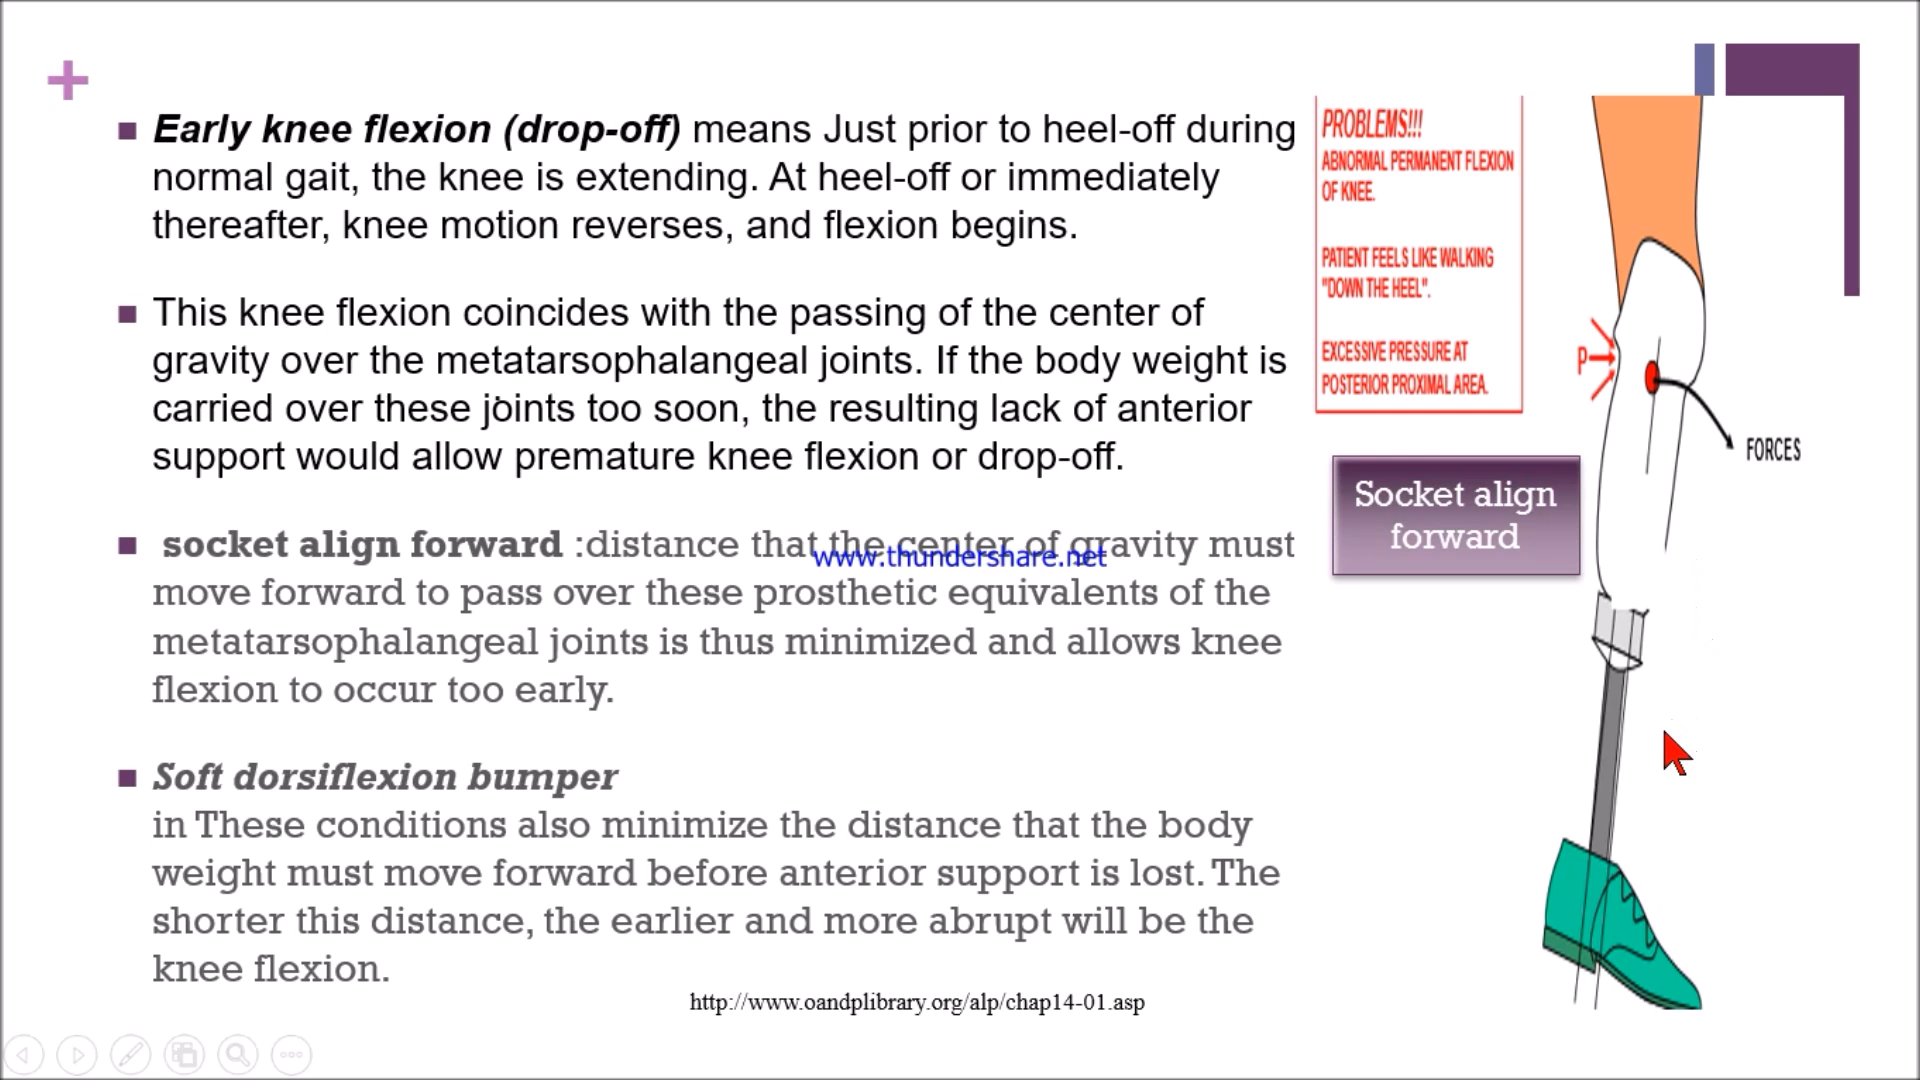 Early knee flexion (drop-off) means Just prior to heel-off during
normal gait, the knee is extending. At heel-off or immediately
thereafter, knee motion reverses, and flexion begins.
This knee flexion coincides with the passing of the center of
gravity over the metatarsophalangeal joints. If the body weight is
carried over these joints too soon, the resulting lack of anterior
support would allow premature knee flexion or drop-off.
socket align forward :distance that the center of gravity must
www.thundershare.net
move forward to pass over these prosthetic equivalents of the
metatarsophalangeal joints is thus minimized and allows knee
flexion to occur too early.
Soft dorsiflexion bumper
in These conditions also minimize the distance that the body
weight must move forward before anterior support is lost. The
shorter this distance, the earlier and more abrupt will be the
knee flexion.
http://www.oandplibrary.org/alp/chap14-01.asp
PROBLEMS!!!
ABNORMAL PERMANENT FLEXION
OF KNEE.
PATIENT FEELS LIKE WALKING
"DOWN THE HEEL".
EXCESSIVE PRESSURE AT
POSTERIOR PROXIMAL AREA.
P
FORCES
Socket align
forward